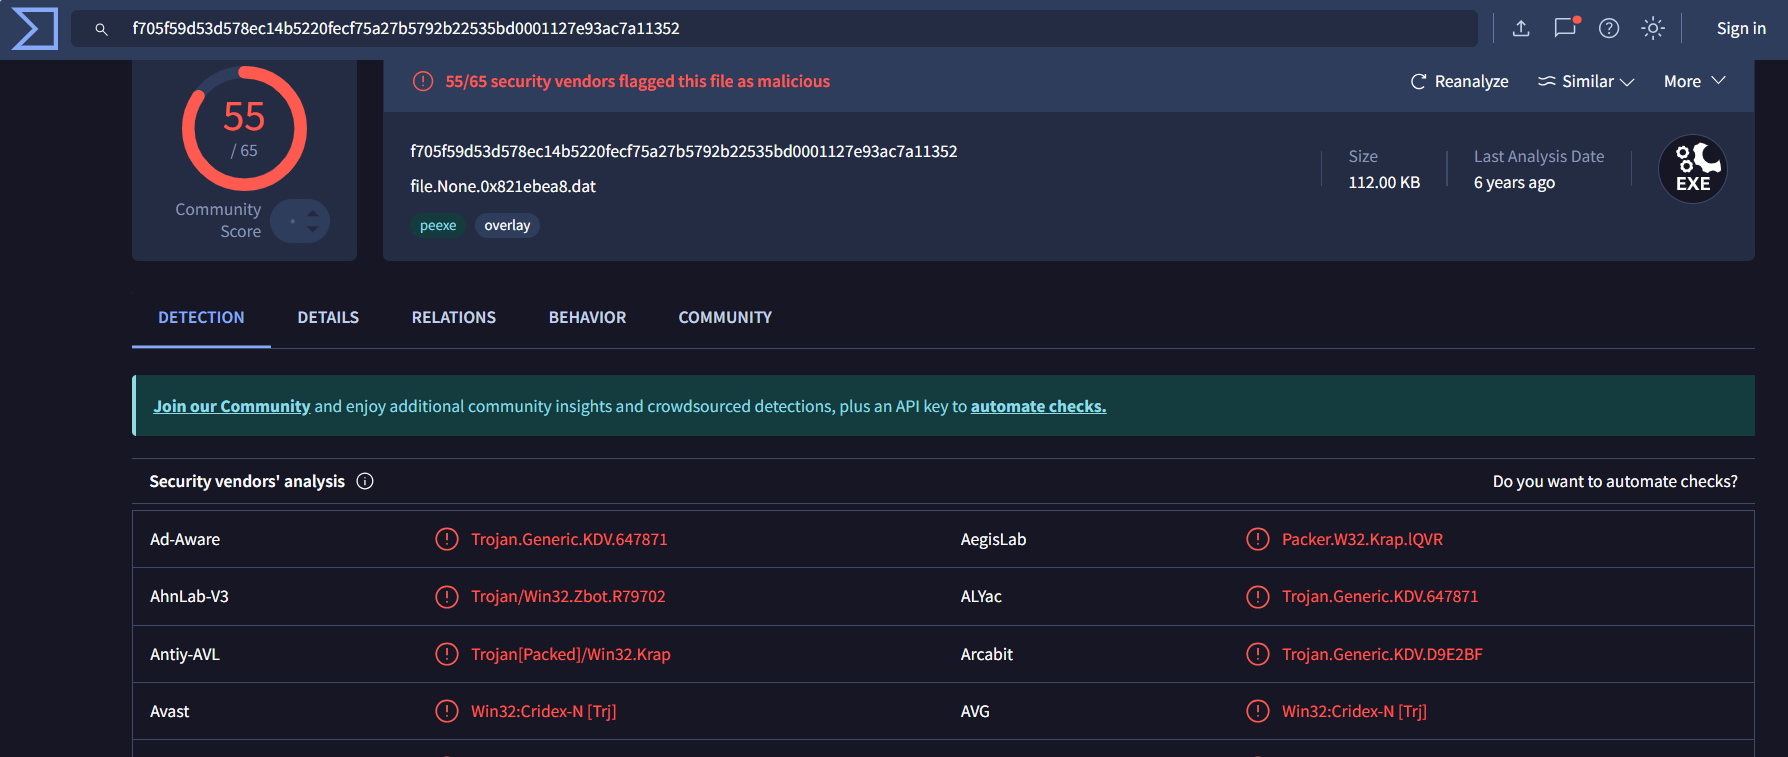 f705f59d53d578ec14b5220fecf75a27b5792b22535bd0001127e93ac7a11352
Sign in
55
/ 65
Community
Score
55/65 security vendors flagged this file as malicious
Reanalyze
Similar
More
f705f59d53d578ec14b5220fecf75a27b5792b22535bd0001127e93ac7a11352
file.None.0x821ebea8.dat
peexe
overlay
Size
112.00 KB
Last Analysis Date
6 years ago
EXE
DETECTION
DETAILS
RELATIONS
BEHAVIOR
COMMUNITY
Join our Community and enjoy additional community insights and crowdsourced detections, plus an API key to automate checks.
Security vendors' analysis
Do you want to automate checks?
Ad-Aware
Trojan.Generic.KDV.647871
AegisLab
Packer.W32.Krap.lQVR
AhnLab-V3
Trojan/Win32.Zbot.R79702
ALYac
Trojan.Generic.KDV.647871
Antiy-AVL
Trojan[Packed]/Win32.Krap
Arcabit
Trojan.Generic.KDV.D9E2BF
Avast
Win32:Cridex-N [Trj]
AVG
Win32:Cridex-N [Trj]